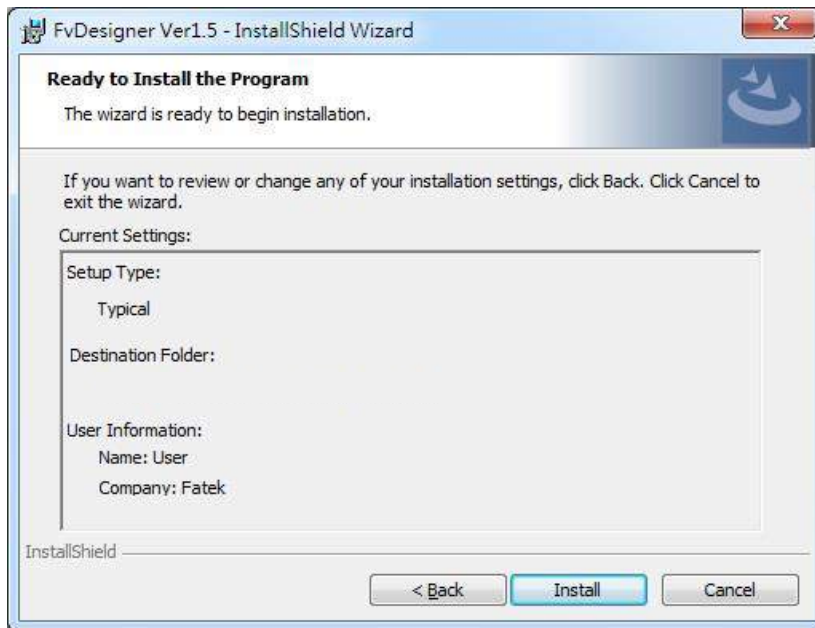 FvDesigner Ver1.5 - InstallShield Wizard
Ready to Install the Program
The wizard is ready to begin installation.
If you want to review or change any of your installation settings, click Back. Click Cancel to
exit the wizard.
Current Settings:
Setup Type:
Typical
Destination Folder:
User Information:
Name: User
Company: Fatek
InstallShield
< Back
Install
Cancel